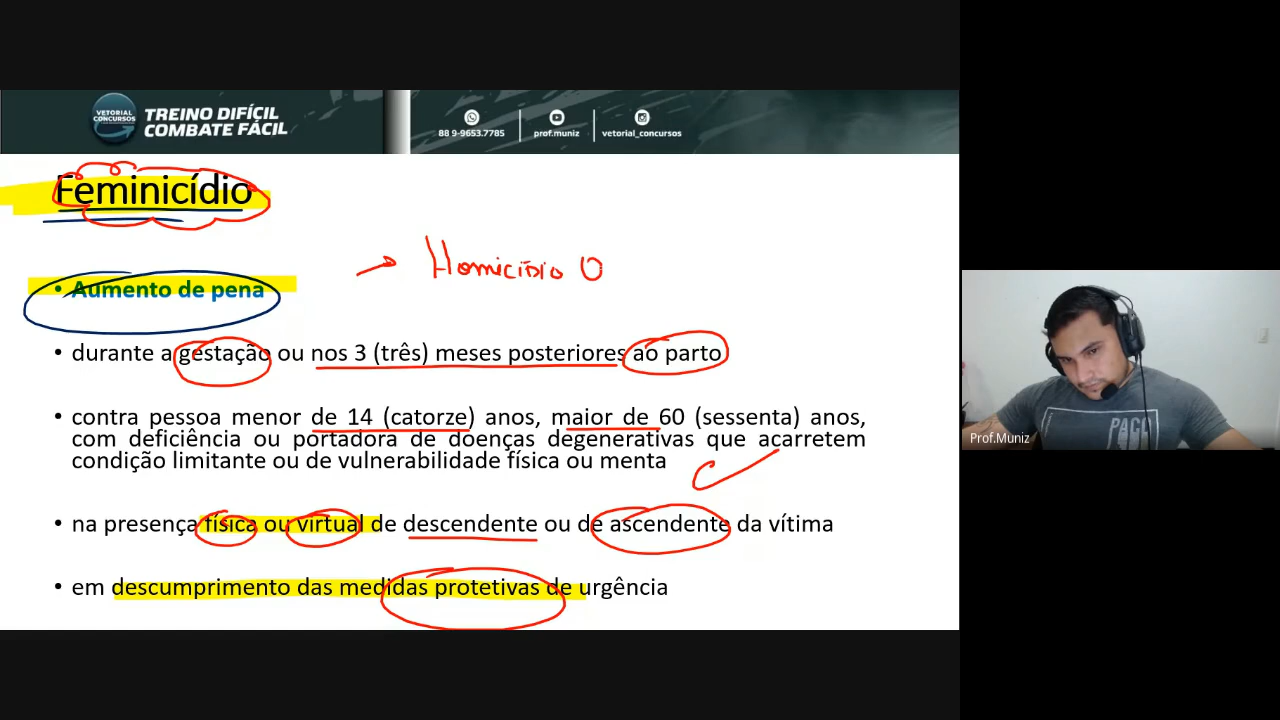 VETORIAL
CONCURSOS
TREINO DIFÍCIL
COMBATE FÁCIL
88 9-9653.7785
prof.muniz
vetorial_concursos
Feminicídio
→ Homicídio O
• Aumento de pena
• durante a gestação ou nos 3 (três) meses posteriores ao parto
• contra pessoa menor de 14 (catorze) anos, maior de 60 (sessenta) anos,
com deficiência ou portadora de doenças degenerativas que acarretem
condição limitante ou de vulnerabilidade física ou menta
• na presença física ou virtual de descendente ou de ascendente da vítima
• em descumprimento das medidas protetivas de urgência
PACC
Prof.Muniz